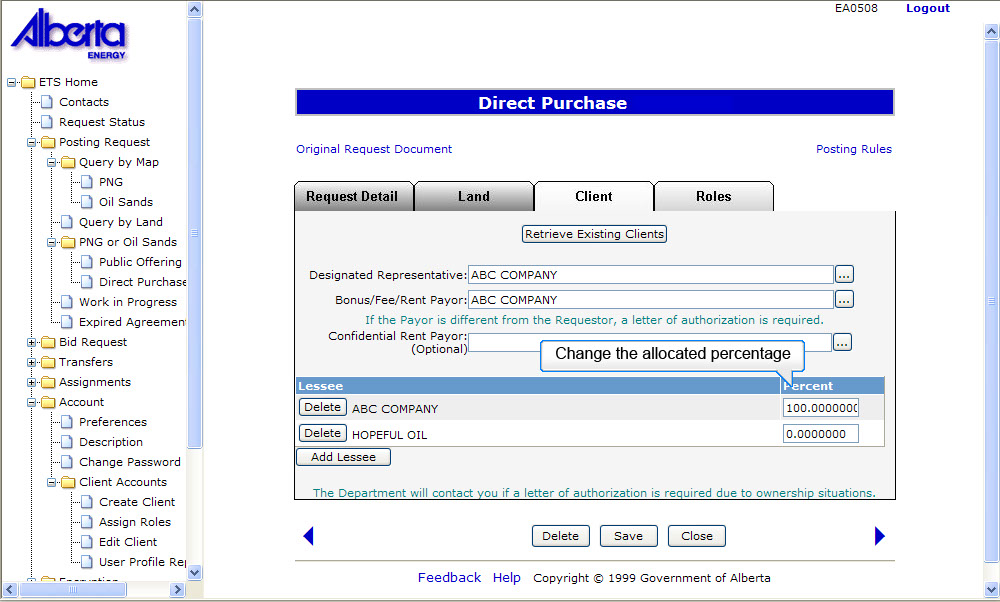 EA0508 Logout
Alberta
ENERGY
ETS Home
Contacts
Request Status
Posting Request
Query by Map
PNG
Oil Sands
Query by Land
PNG or Oil Sands
Public Offering
Direct Purchase
Work in Progress
Expired Agreemen
Bid Request
Transfers
Assignments
Account
Preferences
Description
Change Password
Client Accounts
Create Client
Assign Roles
Edit Client
User Profile Rep
Encryption
Direct Purchase
Original Request Document Posting Rules
Request Detail Land Client Roles
Retrieve Existing Clients
Designated Representative: ABC COMPANY ...
Bonus/Fee/Rent Payor: ABC COMPANY ...
If the Payor is different from the Requestor, a letter of authorization is required.
Confidential Rent Payor: ...
(Optional)
Change the allocated percentage
Lessee Percent
Delete ABC COMPANY 100.0000000
Delete HOPEFUL OIL 0.0000000
Add Lessee
The Department will contact you if a letter of authorization is required due to ownership situations.
Delete Save Close
Feedback Help Copyright © 1999 Government of Alberta